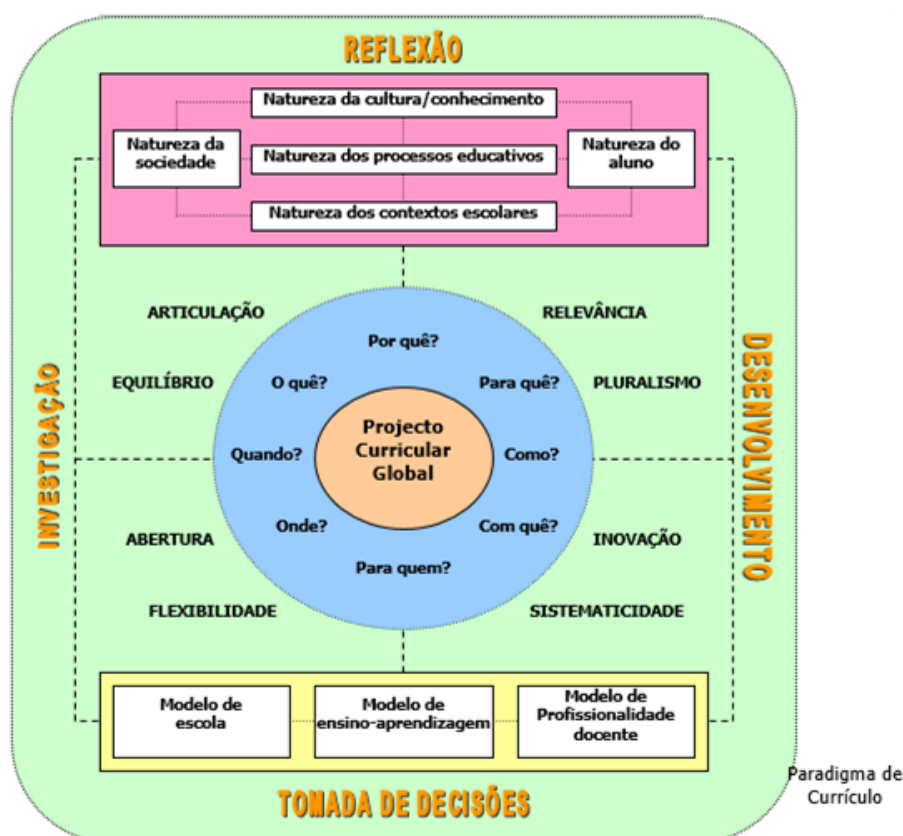 REFLEXÃO
Natureza da cultura/conhecimento
Natureza da
sociedade
Natureza dos processos educativos
Natureza do
aluno
Natureza dos contextos escolares
ARTICULAÇÃO
RELEVÂNCIA
Por quê?
EQUILÍBRIO
O quê?
Para quê?
PLURALISMO
INVESTIGAÇÃO
Quando?
Projecto
Curricular
Global
Como?
DESENVOLVIMENTO
Onde?
Com quê?
ABERTURA
INOVAÇÃO
Para quem?
FLEXIBILIDADE
SISTEMATICIDADE
Modelo de
escola
Modelo de
ensino-aprendizagem
Modelo de
Profissionalidade
docente
TOMADA DE DECISÕES
Paradigma de
Currículo